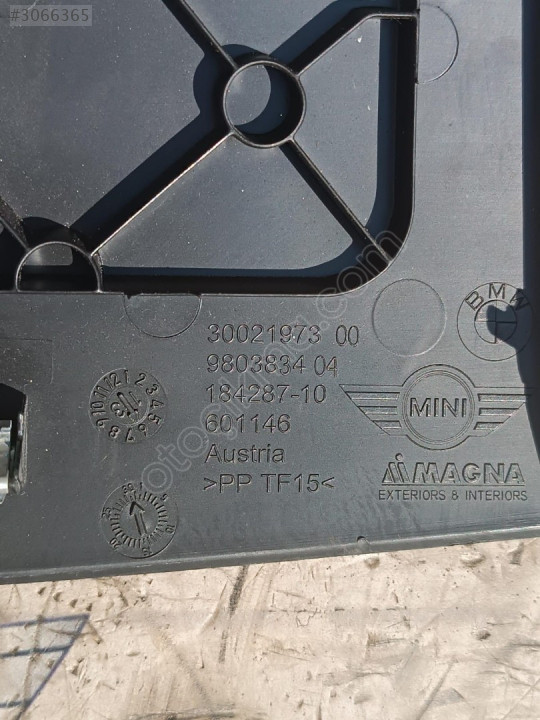 #3066365
30021973 00
9803834 04
184287-10
601146
Austria
>PP TF15<
BMW
MINI
MAGNA
EXTERIORS & INTERIORS